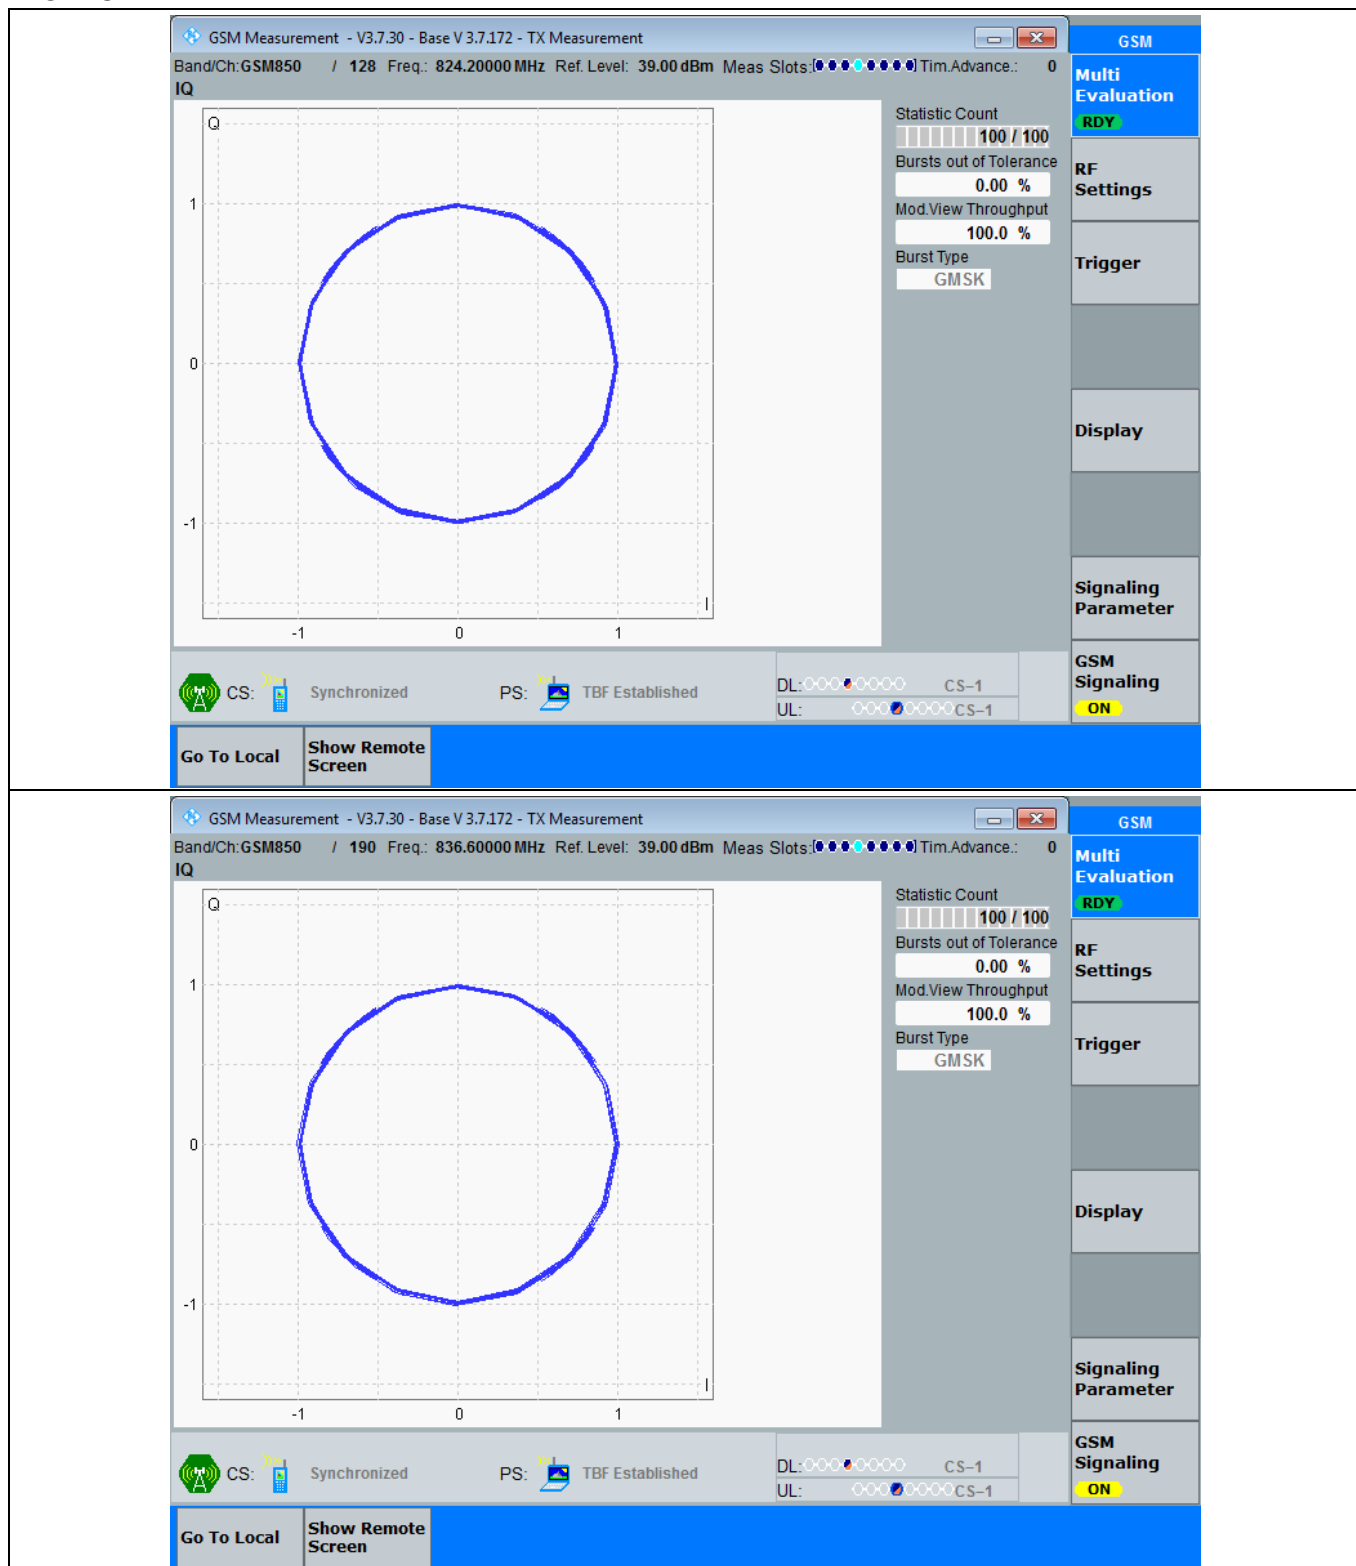 GSM Measurement - V3.7.30 - Base V 3.7.172 - TX Measurement
GSM
Band/Ch:GSM850 / 128 Freq.: 824.20000 MHz Ref. Level: 39.00 dBm Meas Slots: Tim.Advance.: 0
IQ
Multi
Evaluation
RDY
Q
Statistic Count
100 / 100
Bursts out of Tolerance
0.00 %
Mod.View Throughput
100.0 %
Burst Type
GMSK
RF
Settings
Trigger
1
0
-1
I
-1 0 1
Display
Signaling
Parameter
GSM
Signaling
ON
CS: Synchronized PS: TBF Established
DL: CS-1
UL: CS-1
Go To Local
Show Remote
Screen
GSM Measurement - V3.7.30 - Base V 3.7.172 - TX Measurement
GSM
Band/Ch:GSM850 / 190 Freq.: 836.60000 MHz Ref. Level: 39.00 dBm Meas Slots: Tim.Advance.: 0
IQ
Multi
Evaluation
RDY
Q
Statistic Count
100 / 100
Bursts out of Tolerance
0.00 %
Mod.View Throughput
100.0 %
Burst Type
GMSK
RF
Settings
Trigger
1
0
-1
I
-1 0 1
Display
Signaling
Parameter
GSM
Signaling
ON
CS: Synchronized PS: TBF Established
DL: CS-1
UL: CS-1
Go To Local
Show Remote
Screen